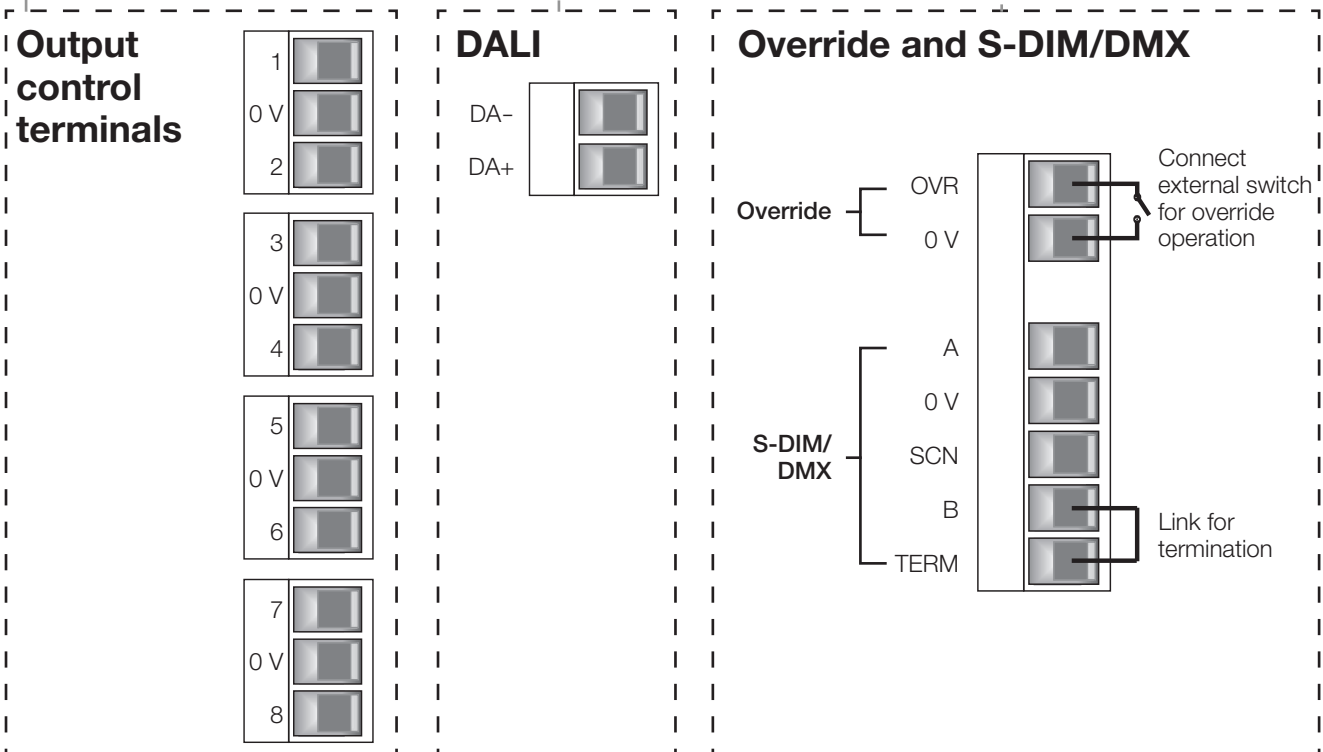 Output
control
terminals
1
0 V
2
3
0 V
4
5
0 V
6
7
0 V
8
DALI
DA–
DA+
Override and S-DIM/DMX
Override
OVR
0 V
Connect
external switch
for override
operation
S-DIM/
DMX
A
0 V
SCN
B
TERM
Link for
termination